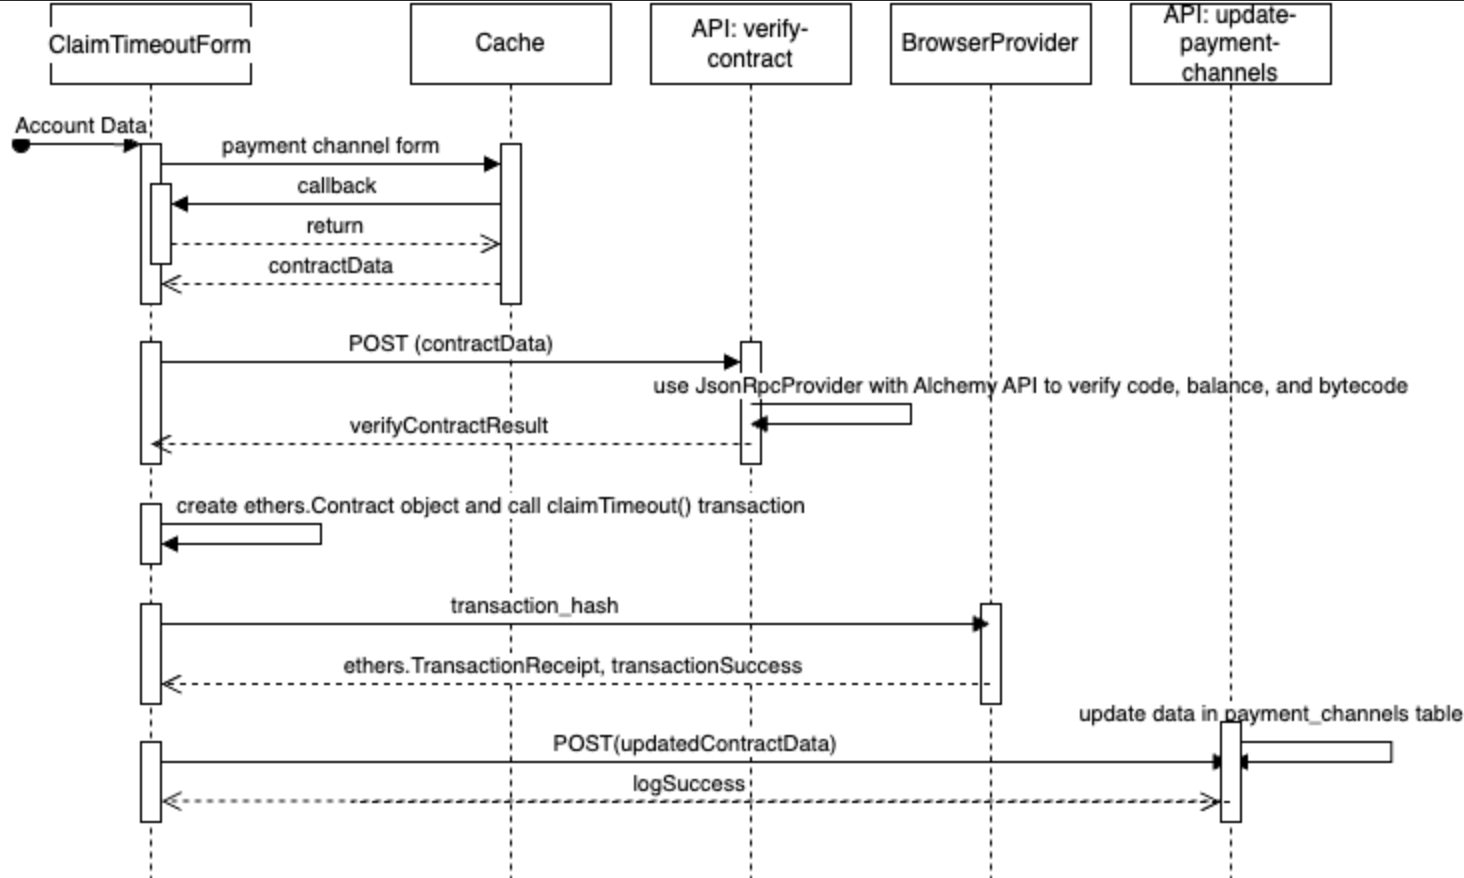 ClaimTimeoutForm
Cache
API: verify-
contract
BrowserProvider
API: update-
payment-
channels
Account Data
payment channel form
callback
return
contractData
POST (contractData)
use JsonRpcProvider with Alchemy API to verify code, balance, and bytecode
verifyContractResult
create ethers.Contract object and call claimTimeout() transaction
transaction_hash
ethers.TransactionReceipt, transactionSuccess
update data in payment_channels table
POST(updatedContractData)
logSuccess